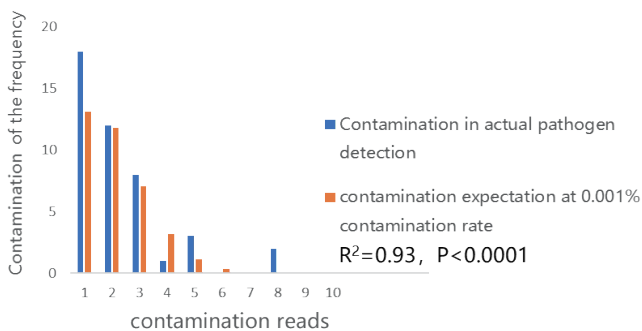 Contamination of the frequency
20
15
10
5
0
1 2 3 4 5 6 7 8 9 10
contamination reads
Contamination in actual pathogen
detection
contamination expectation at 0.001%
contamination rate
R²=0.93, P<0.0001